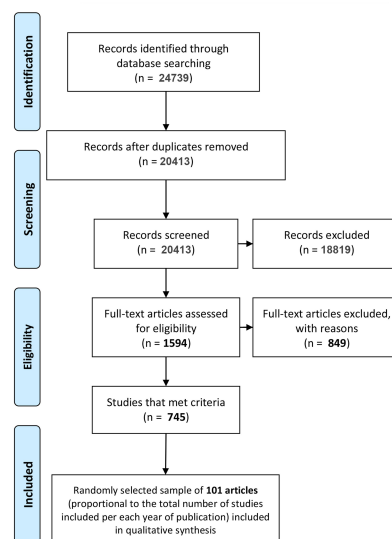 Identification
Records identified through
database searching
(n = 24739)
Records after duplicates removed
(n = 20413)
Screening
Records screened
(n = 20413)
Records excluded
(n = 18819)
Eligibility
Full-text articles assessed
for eligibility
(n = 1594)
Full-text articles excluded,
with reasons
(n = 849)
Studies that met criteria
(n = 745)
Included
Randomly selected sample of 101 articles
(proportional to the total number of studies
included per each year of publication) included
in qualitative synthesis